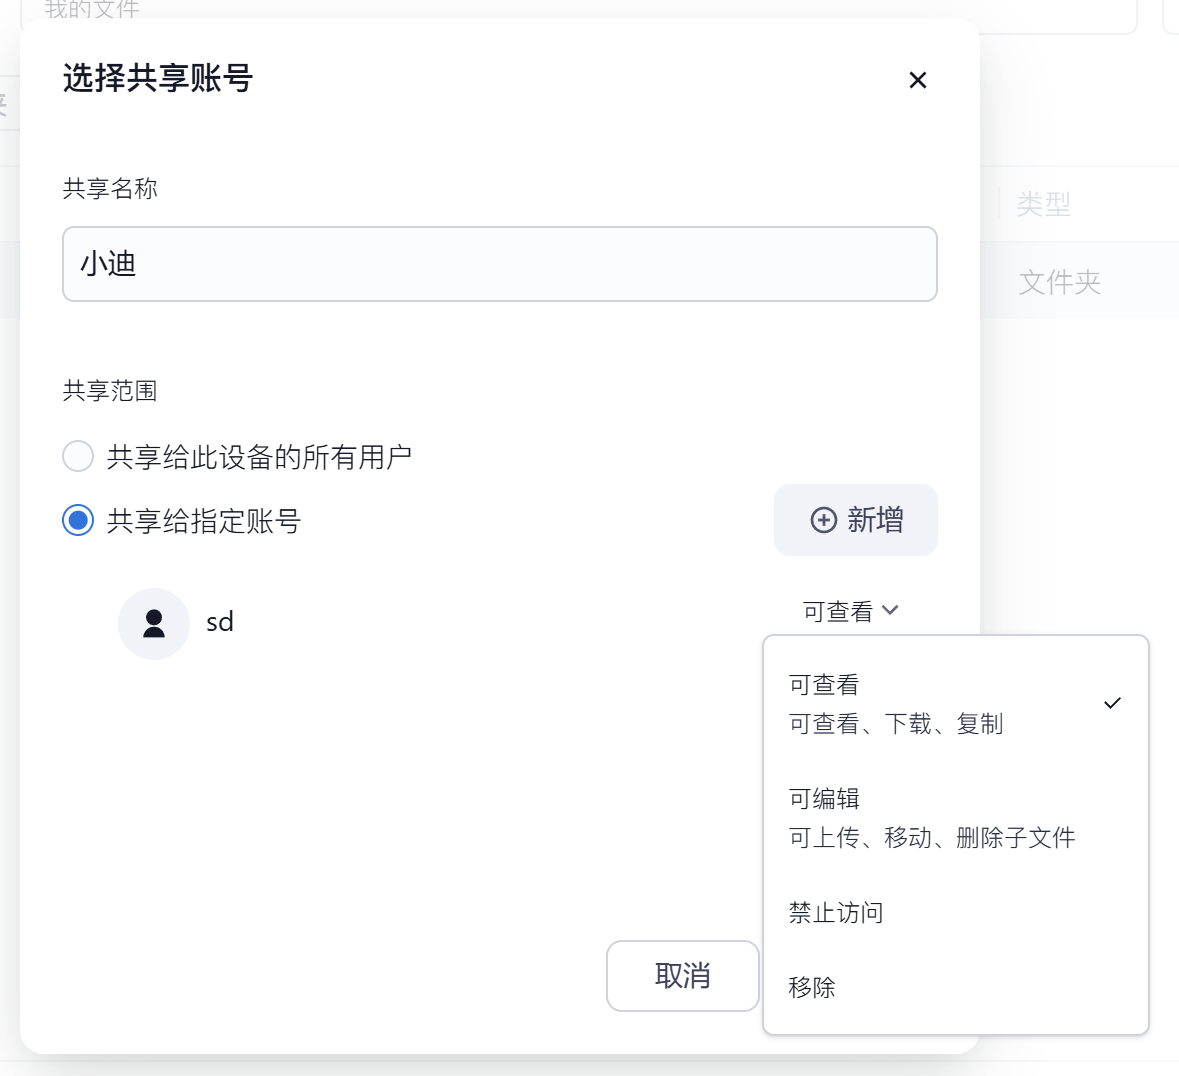 我的文件
选择共享账号
共享名称
类型
小迪
文件夹
共享范围
共享给此设备的所有用户
共享给指定账号
新增
sd
可查看
可查看
可查看、下载、复制
可编辑
可上传、移动、删除子文件
禁止访问
取消
移除